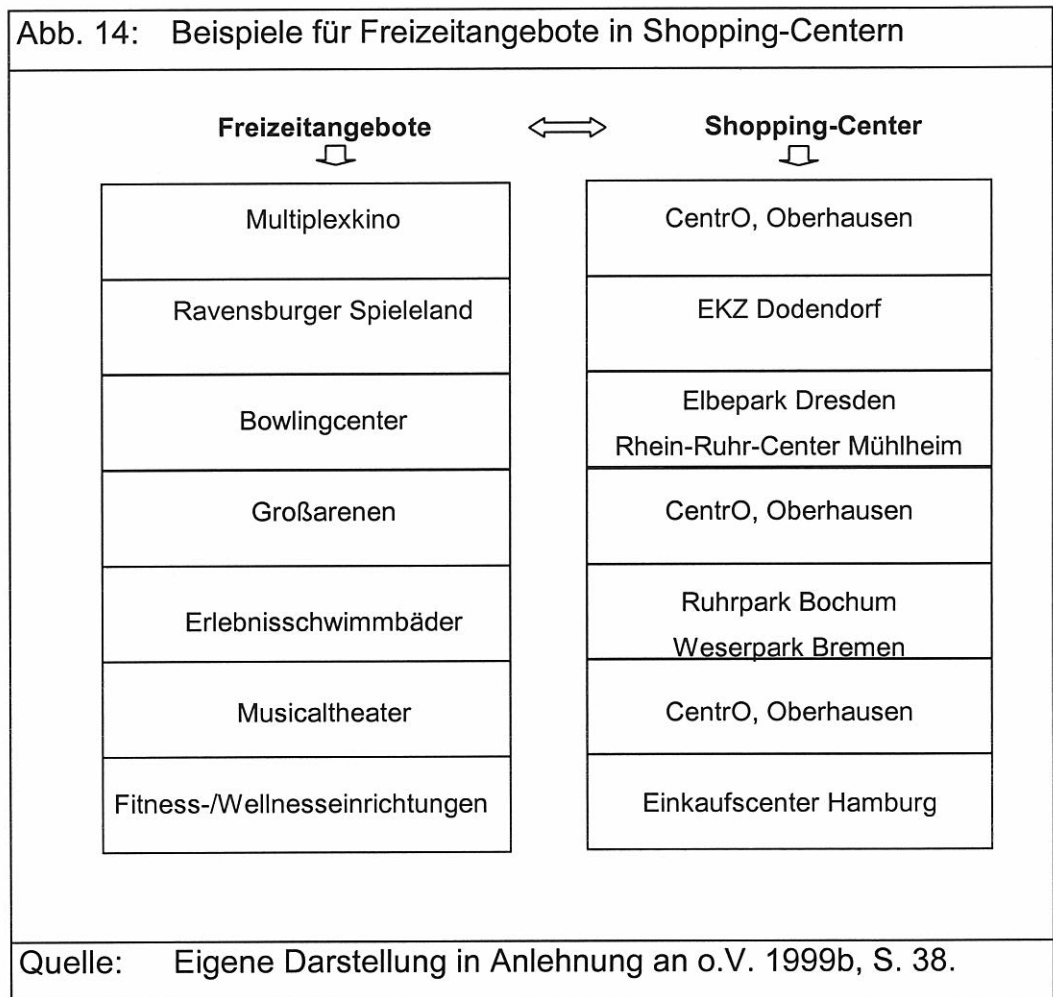 Abb. 14: Beispiele für Freizeitangebote in Shopping-Centern
Freizeitangebote Shopping-Center
Multiplexkino CentrO, Oberhausen
Ravensburger Spieleland EKZ Dodendorf
Bowlingcenter Elbepark Dresden
Rhein-Ruhr-Center Mühlheim
Großarenen CentrO, Oberhausen
Erlebnisschwimmbäder Ruhrpark Bochum
Weserpark Bremen
Musicaltheater CentrO, Oberhausen
Fitness-/Wellnesseinrichtungen Einkaufscenter Hamburg
Quelle: Eigene Darstellung in Anlehnung an o.V. 1999b, S. 38.